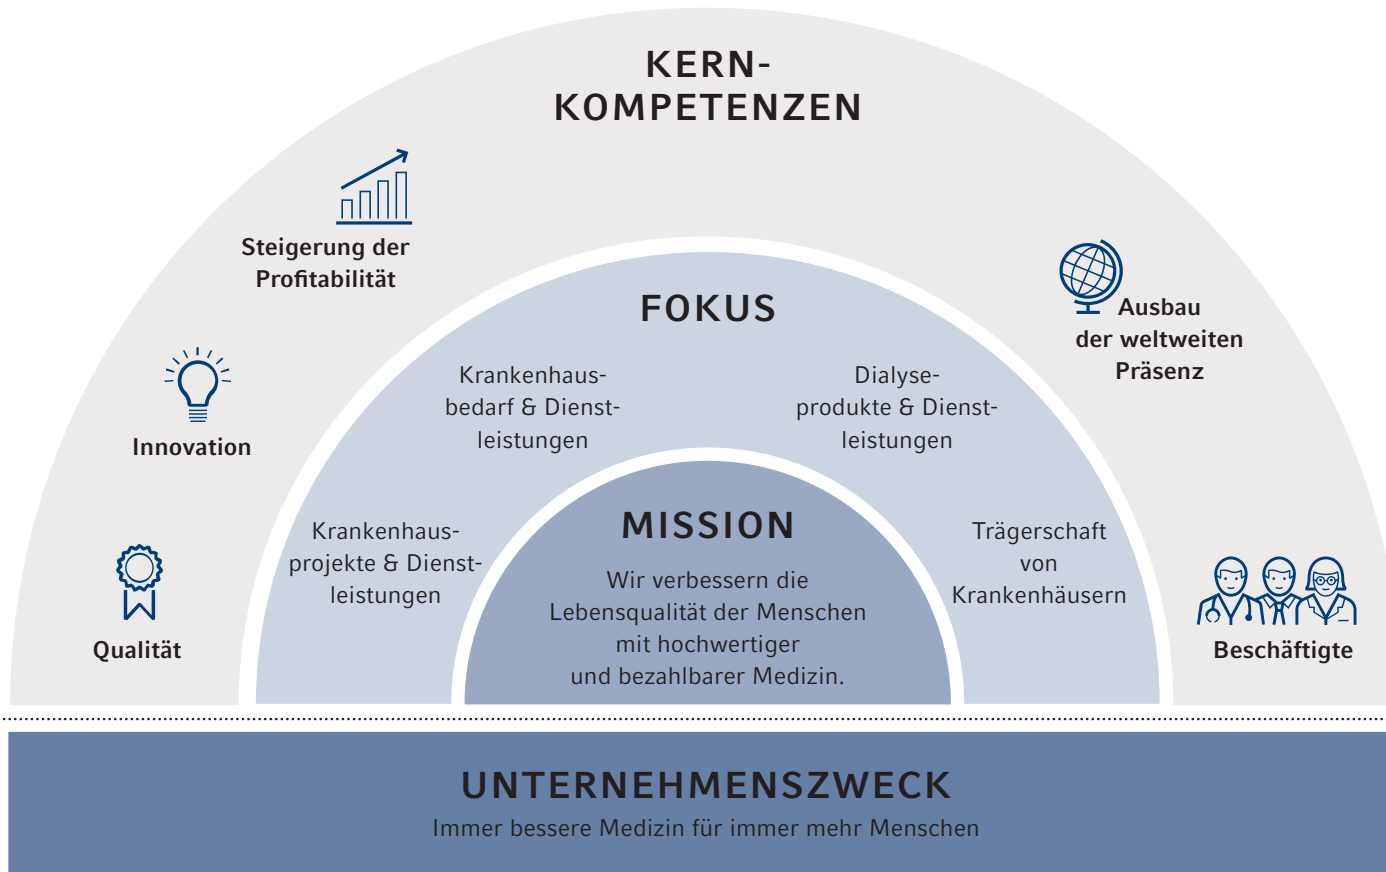 KERN-
KOMPETENZEN
Steigerung der
Profitabilität
Innovation
Qualität
Ausbau
der weltweiten
Präsenz
Beschäftigte
FOKUS
Krankenhaus-
bedarf & Dienst-
leistungen
Dialyse-
produkte & Dienst-
leistungen
Krankenhaus-
projekte & Dienst-
leistungen
Trägerschaft
von
Krankenhäusern
MISSION
Wir verbessern die
Lebensqualität der Menschen
mit hochwertiger
und bezahlbarer Medizin.
UNTERNEHMENSZWECK
Immer bessere Medizin für immer mehr Menschen